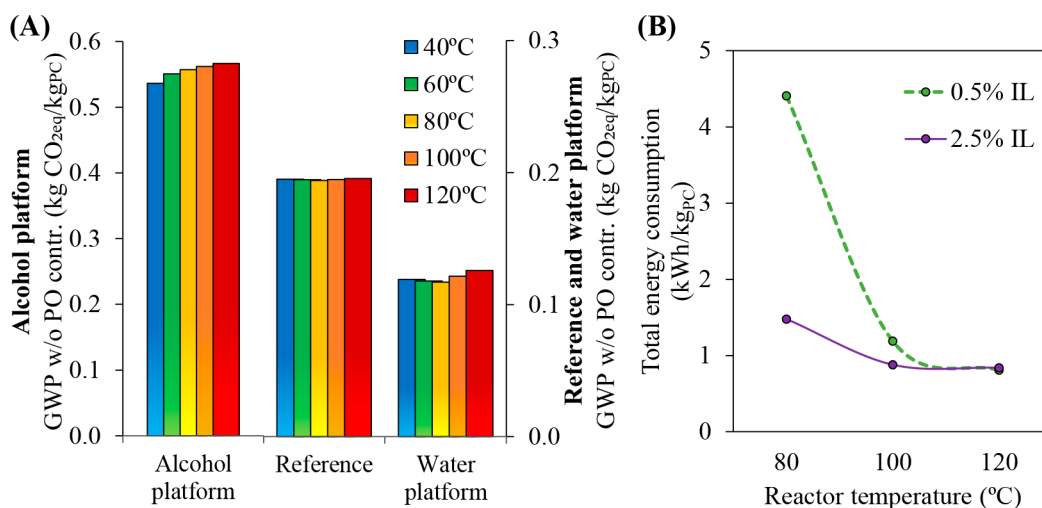 (A)
Alcohol platform
GWP w/o PO contr. (kg CO2eq/kgPC)
0.6
0.5
0.4
0.3
0.2
0.1
0.0
40ºC
60ºC
80ºC
100ºC
120ºC
0.3
0.2
0.1
0.0
Reference and water platform
GWP w/o PO contr. (kg CO2eq/kgPC)
Alcohol
platform
Reference
Water
platform
(B)
Total energy consumption
(kWh/kgPC)
5
4
3
2
1
0
0.5% IL
2.5% IL
80
100
120
Reactor temperature (ºC)